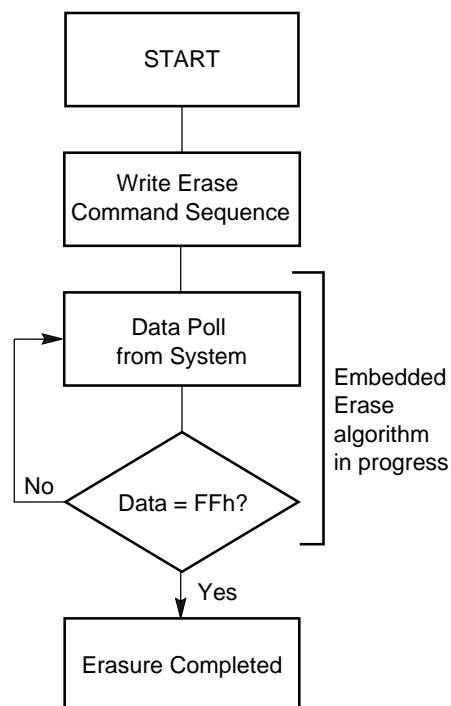 START
Write Erase
Command Sequence
Data Poll
from System
Embedded
Erase
algorithm
in progress
No
Data = FFh?
Yes
Erasure Completed